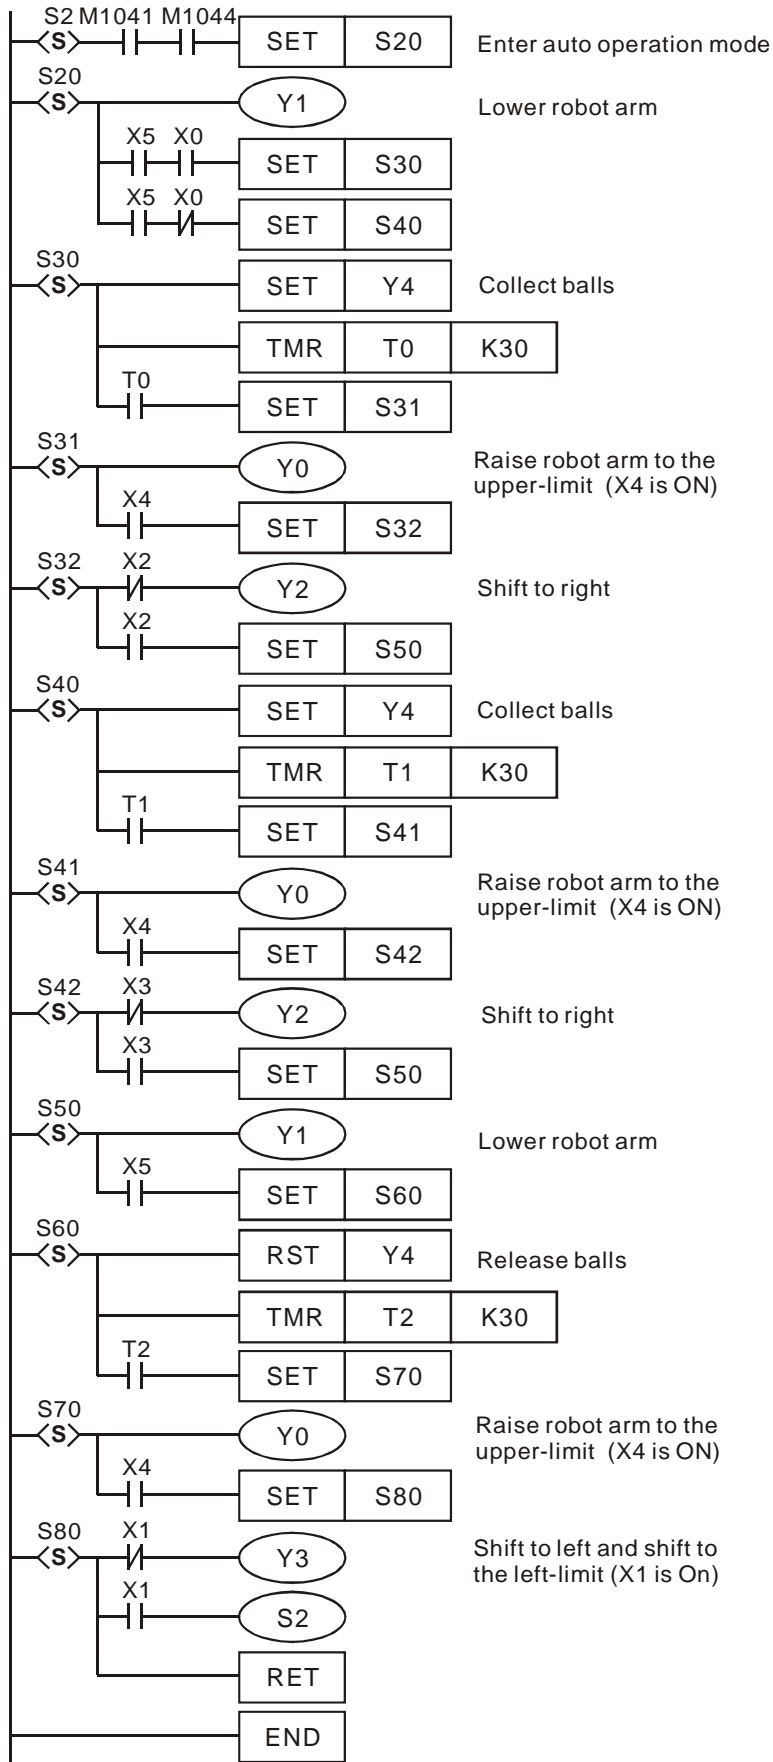 S2 M1041 M1044
S SET S20 Enter auto operation mode
S20
S Y1 Lower robot arm
X5 X0
SET S30
X5 X0
SET S40
S30
S SET Y4 Collect balls
TMR T0 K30
T0
SET S31
S31
S Y0 Raise robot arm to the
upper-limit (X4 is ON)
X4
SET S32
S32 X2
S Y2 Shift to right
X2
SET S50
S40
S SET Y4 Collect balls
TMR T1 K30
T1
SET S41
S41
S Y0 Raise robot arm to the
upper-limit (X4 is ON)
X4
SET S42
S42 X3
S Y2 Shift to right
X3
SET S50
S50
S Y1 Lower robot arm
X5
SET S60
S60
S RST Y4 Release balls
TMR T2 K30
T2
SET S70
S70
S Y0 Raise robot arm to the
upper-limit (X4 is ON)
X4
SET S80
S80 X1
S Y3 Shift to left and shift to
the left-limit (X1 is On)
X1
S2
RET
END